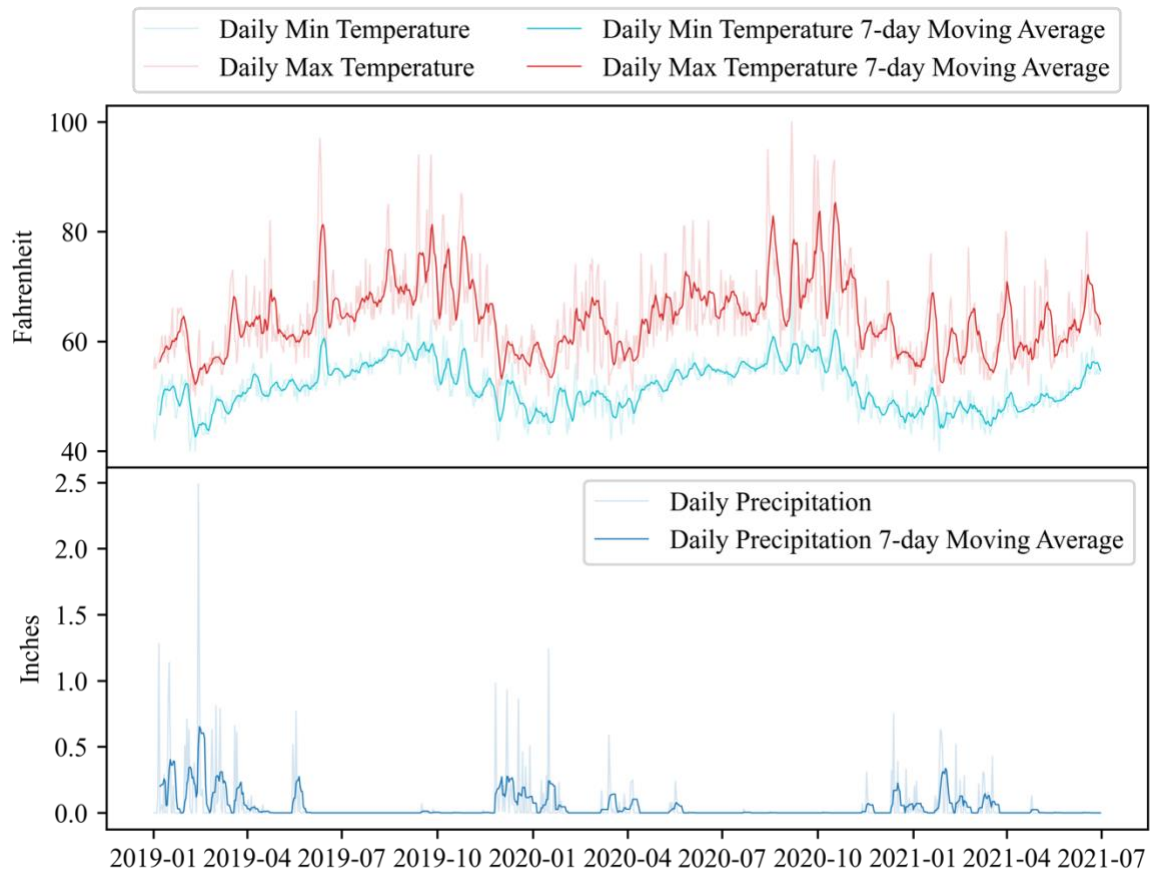 Daily Min Temperature
Daily Max Temperature
Daily Min Temperature 7-day Moving Average
Daily Max Temperature 7-day Moving Average
100
80
60
40
Fahrenheit
Daily Precipitation
Daily Precipitation 7-day Moving Average
2.5
2.0
1.5
1.0
0.5
0.0
Inches
2019-01 2019-04 2019-07 2019-10 2020-01 2020-04 2020-07 2020-10 2021-01 2021-04 2021-07